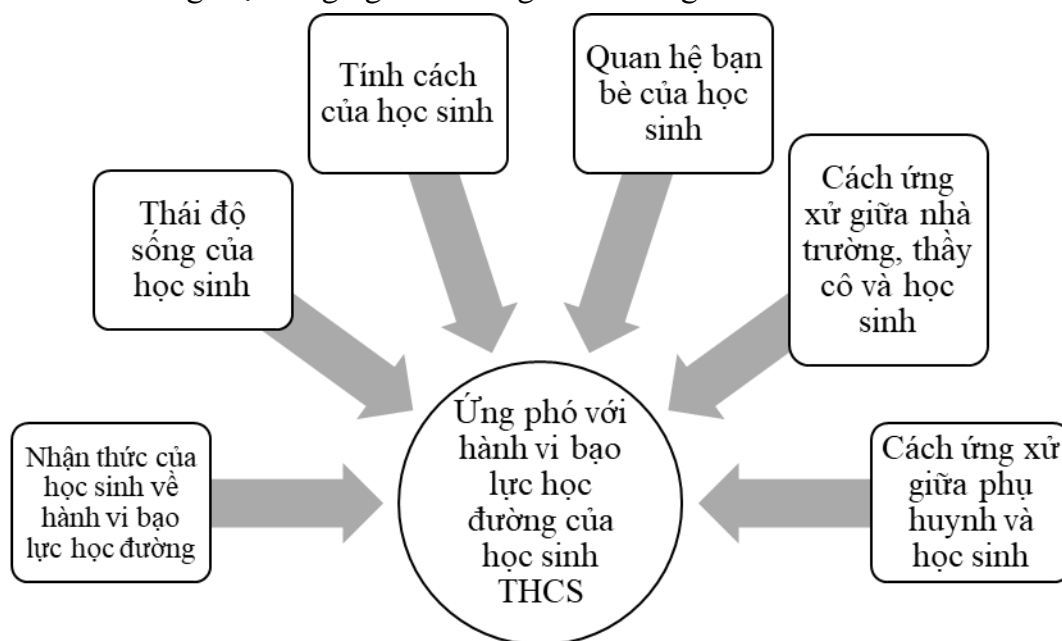 Tính cách
của học sinh
Quan hệ bạn
bè của học
sinh
Thái độ
sống của
học sinh
Cách ứng
xử giữa nhà
trường, thầy
cô và học
sinh
Nhận thức của
học sinh về
hành vi bạo
lực học đường
Ứng phó với
hành vi bạo
lực học
đường của
học sinh
THCS
Cách ứng xử
giữa phụ
huynh và
học sinh